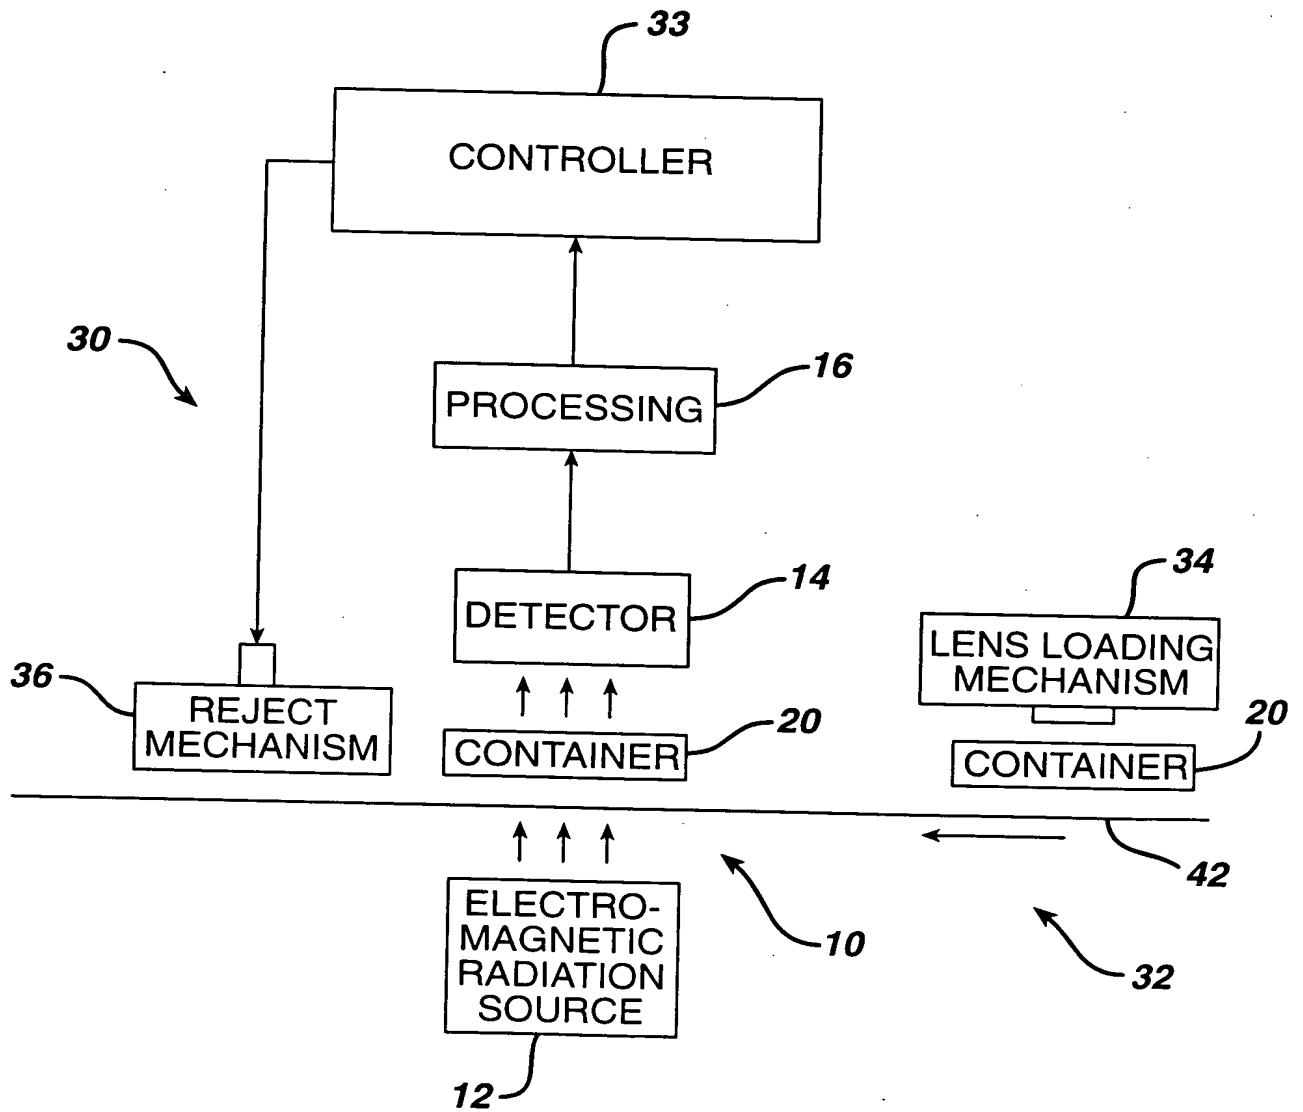 33
CONTROLLER
30
16
PROCESSING
34
14
DETECTOR
LENS LOADING
MECHANISM
36
REJECT
MECHANISM
20
CONTAINER
20
CONTAINER
42
ELECTRO-
MAGNETIC
RADIATION
SOURCE
10
32
12